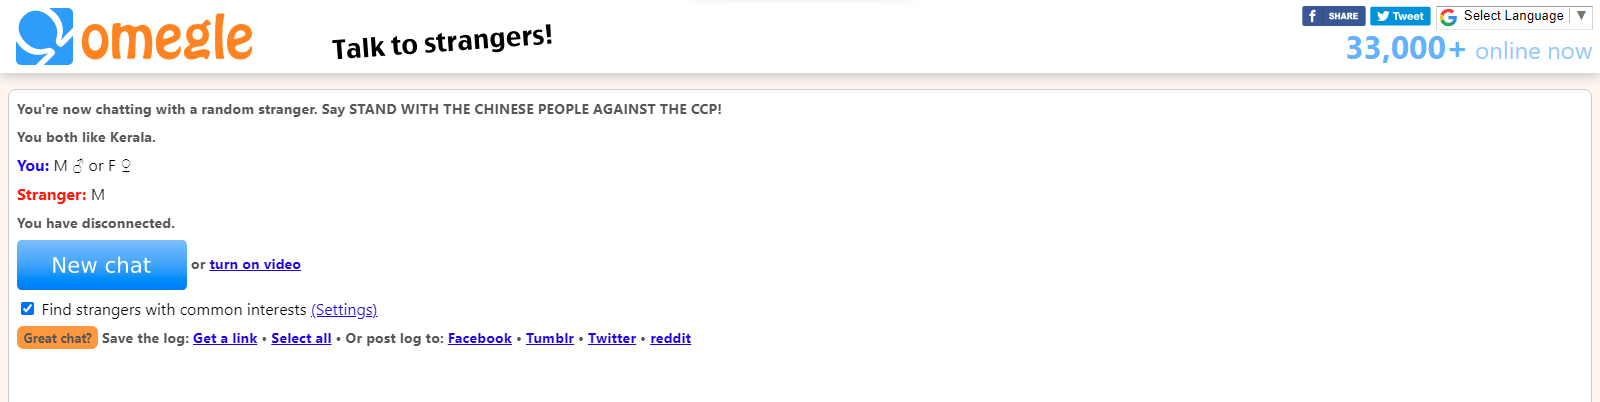 omegle
Talk to strangers!
f SHARE
Tweet
G Select Language ▼
33,000+ online now
You're now chatting with a random stranger. Say STAND WITH THE CHINESE PEOPLE AGAINST THE CCP!
You both like Kerala.
You: M ♂ or F ♀
Stranger: M
You have disconnected.
New chat or turn on video
Find strangers with common interests (Settings)
Great chat? Save the log: Get a link • Select all • Or post log to: Facebook • Tumblr • Twitter • reddit